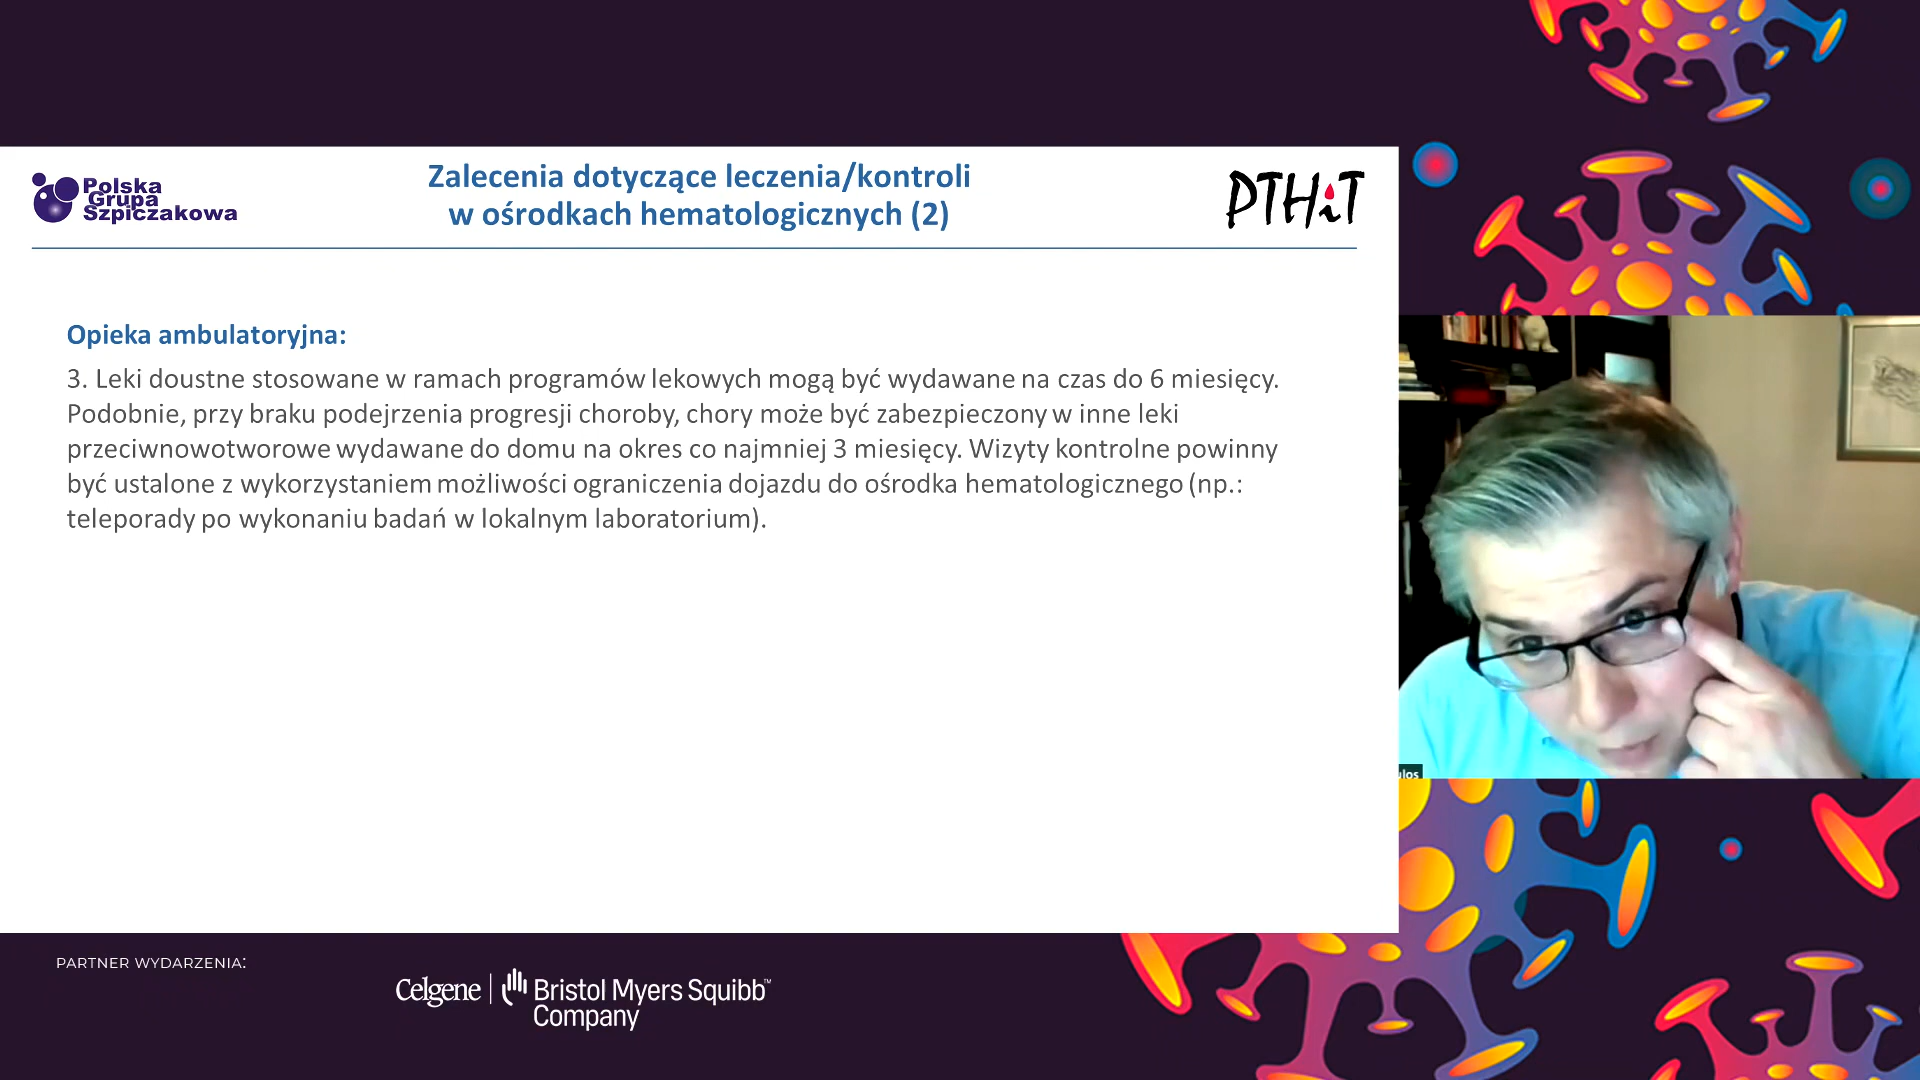 Polska
Grupa
Szpiczakowa
Zalecenia dotyczące leczenia/kontroli
w ośrodkach hematologicznych (2)
PTHiT
Opieka ambulatoryjna:
3. Leki doustne stosowane w ramach programów lekowych mogą być wydawane na czas do 6 miesięcy.
Podobnie, przy braku podejrzenia progresji choroby, chory może być zabezpieczony w inne leki
przeciwnowotworowe wydawane do domu na okres co najmniej 3 miesięcy. Wizyty kontrolne powinny
być ustalone z wykorzystaniem możliwości ograniczenia dojazdu do ośrodka hematologicznego (np.:
teleporady po wykonaniu badań w lokalnym laboratorium).
PARTNER WYDARZENIA:
Celgene | Bristol Myers Squibb™
Company